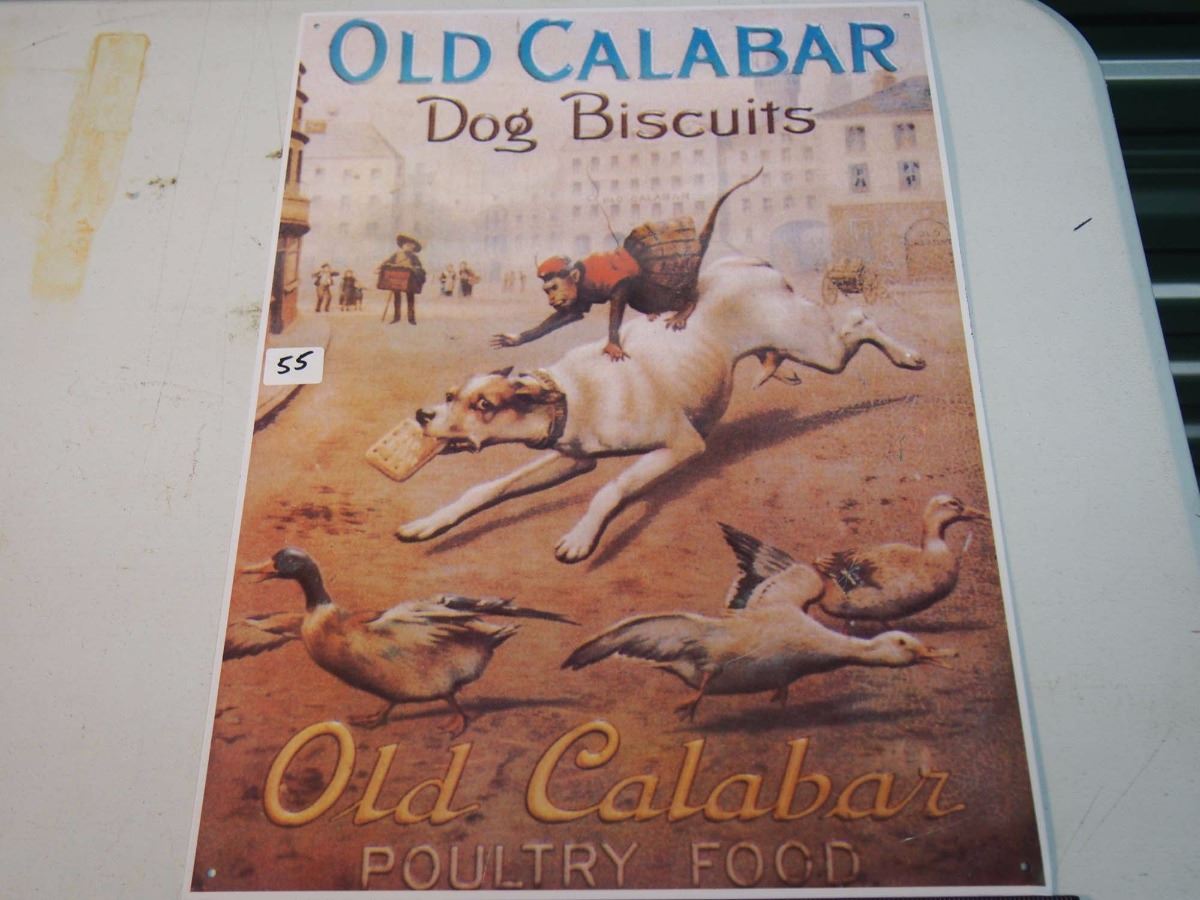 OLD CALABAR
Dog Biscuits
55
Old Calabar
POULTRY FOOD